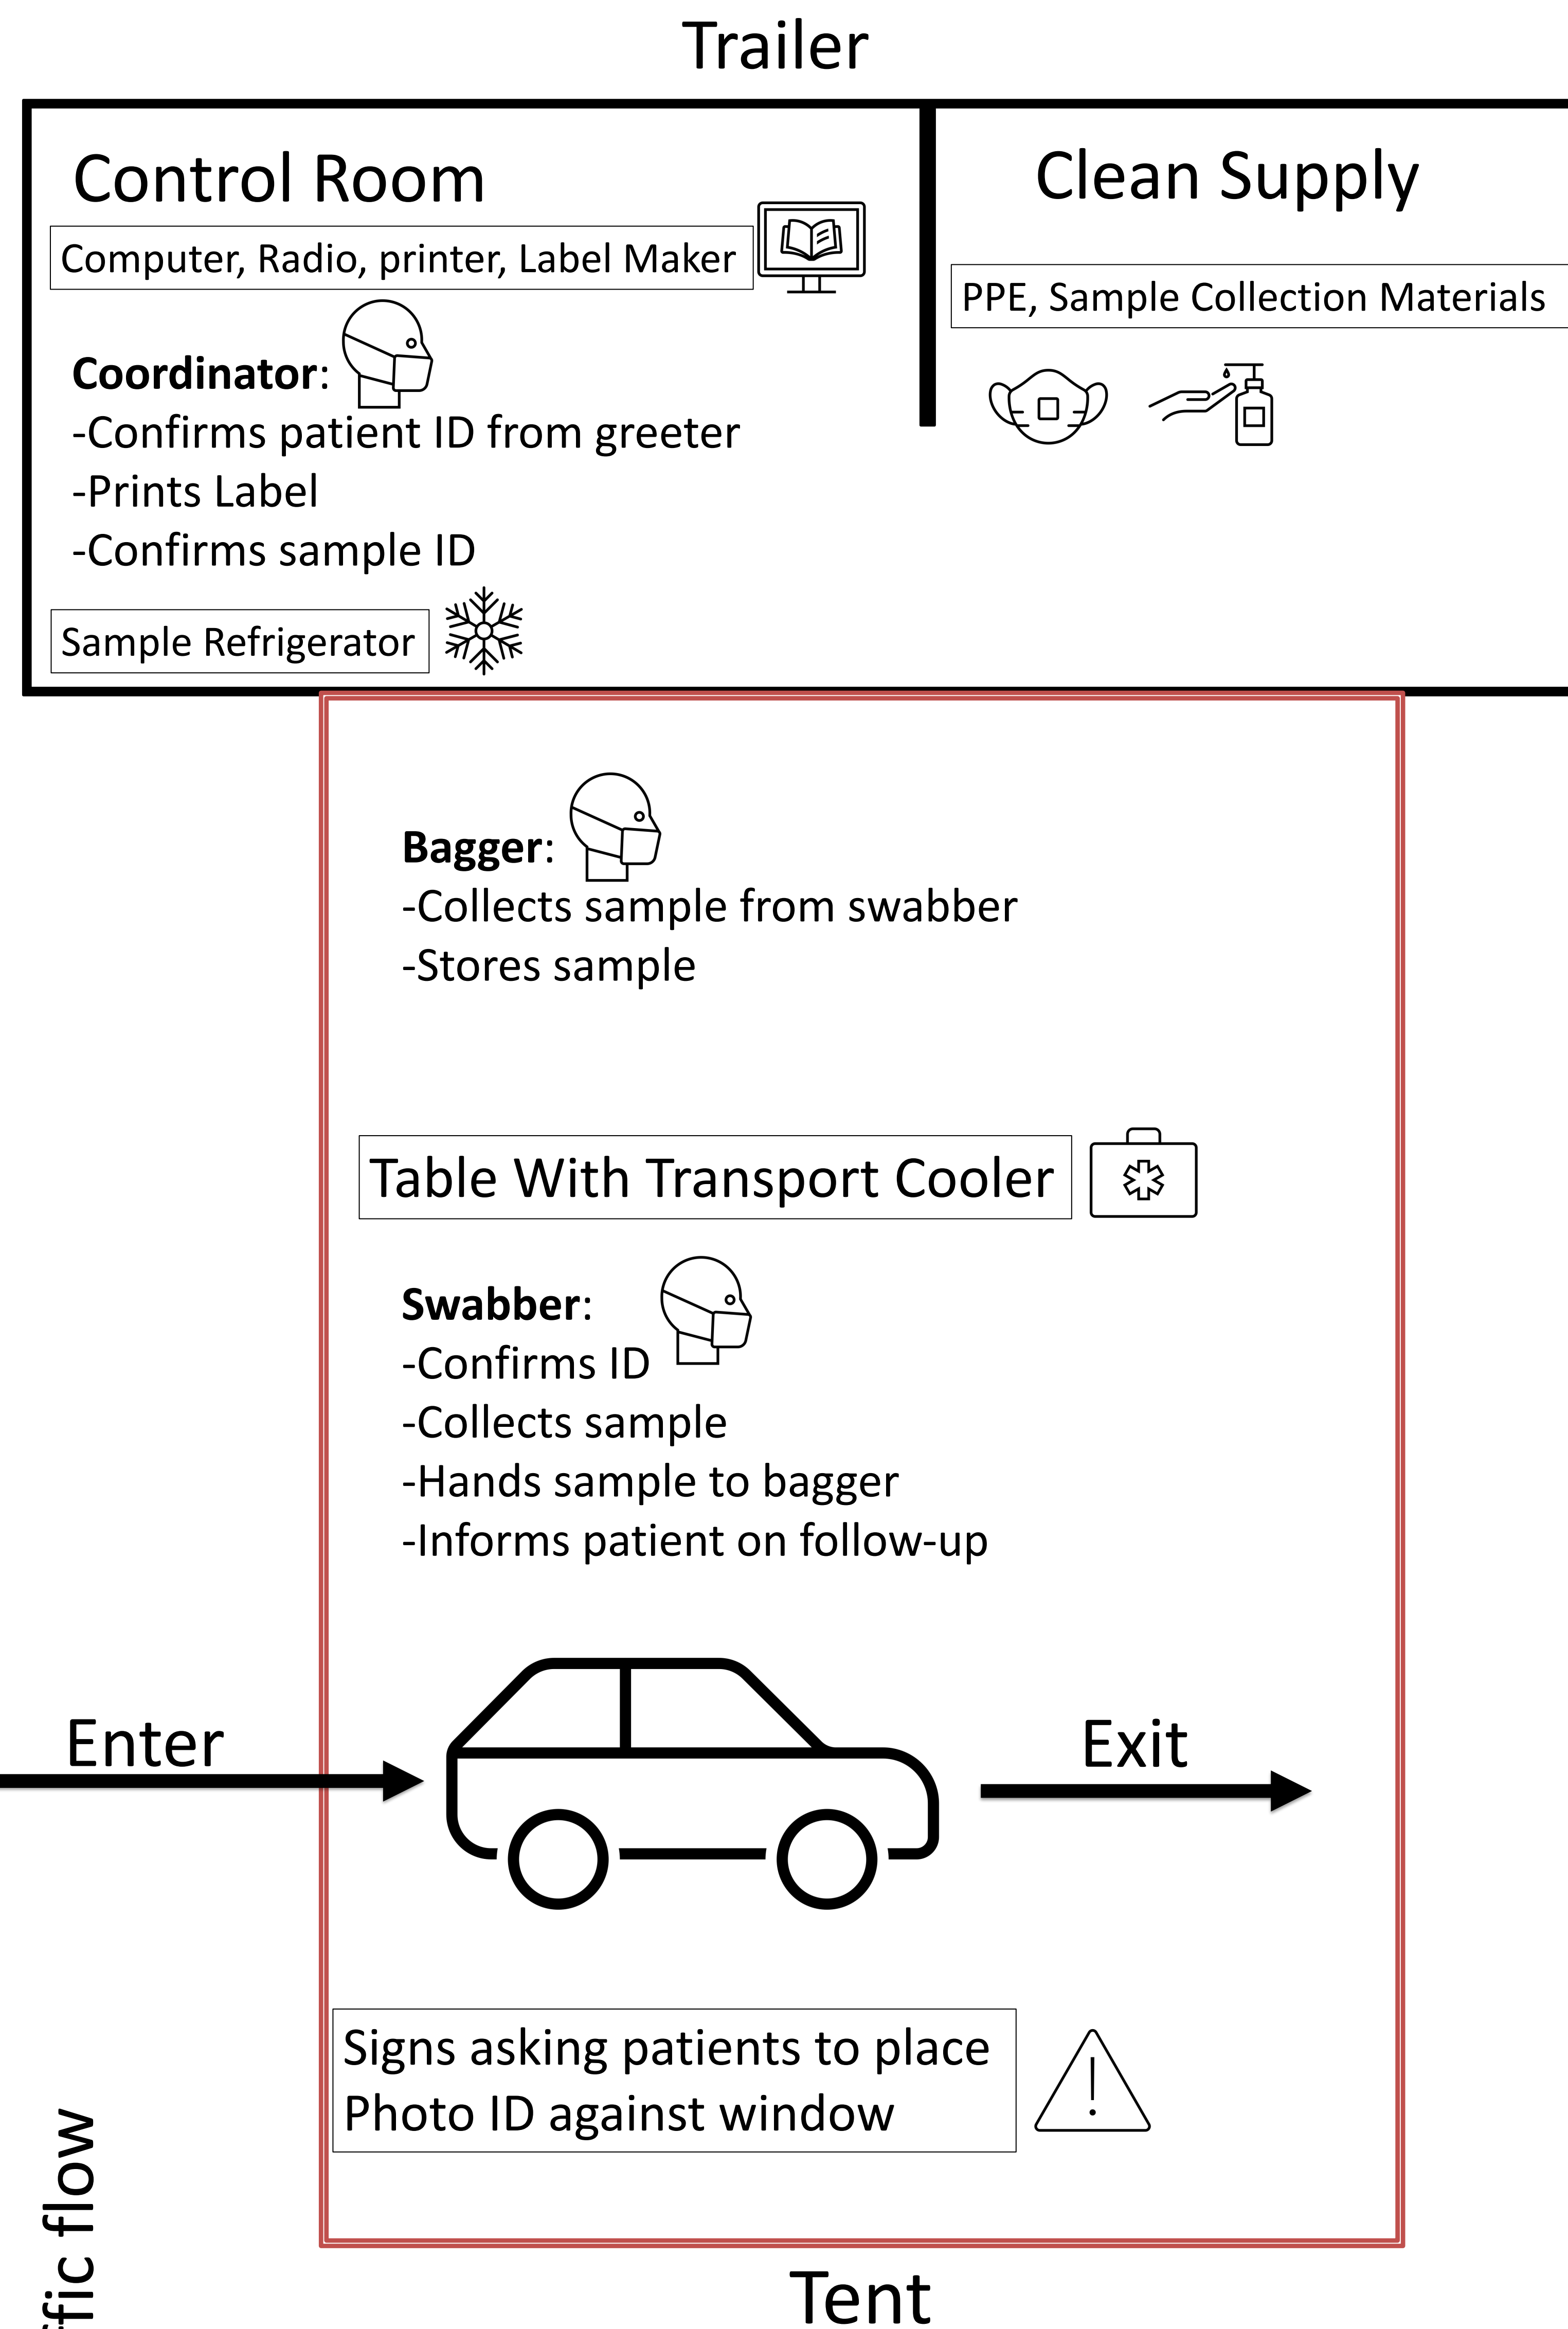 Trailer
Control Room
Computer, Radio, printer, Label Maker
Coordinator:
-Confirms patient ID from greeter
-Prints Label
-Confirms sample ID
Sample Refrigerator
Clean Supply
PPE, Sample Collection Materials
Bagger:
-Collects sample from swabber
-Stores sample
Table With Transport Cooler
Swabber:
-Confirms ID
-Collects sample
-Hands sample to bagger
-Informs patient on follow-up
Enter
Exit
Signs asking patients to place
Photo ID against window
flow
Tent